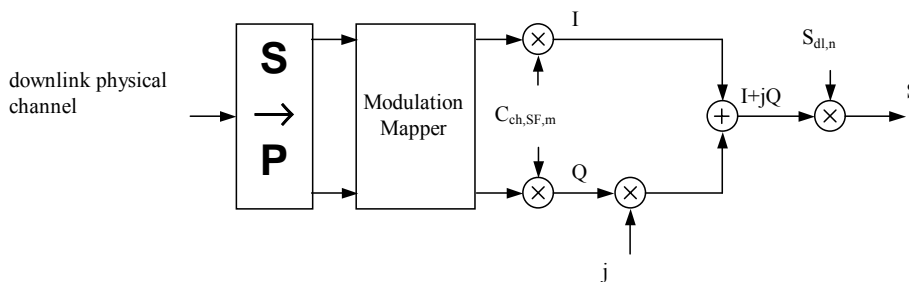 downlink physical
channel
S
→
P
Modulation
Mapper
I
C_ch,SF,m
Q
j
I+jQ
S_dl,n
S